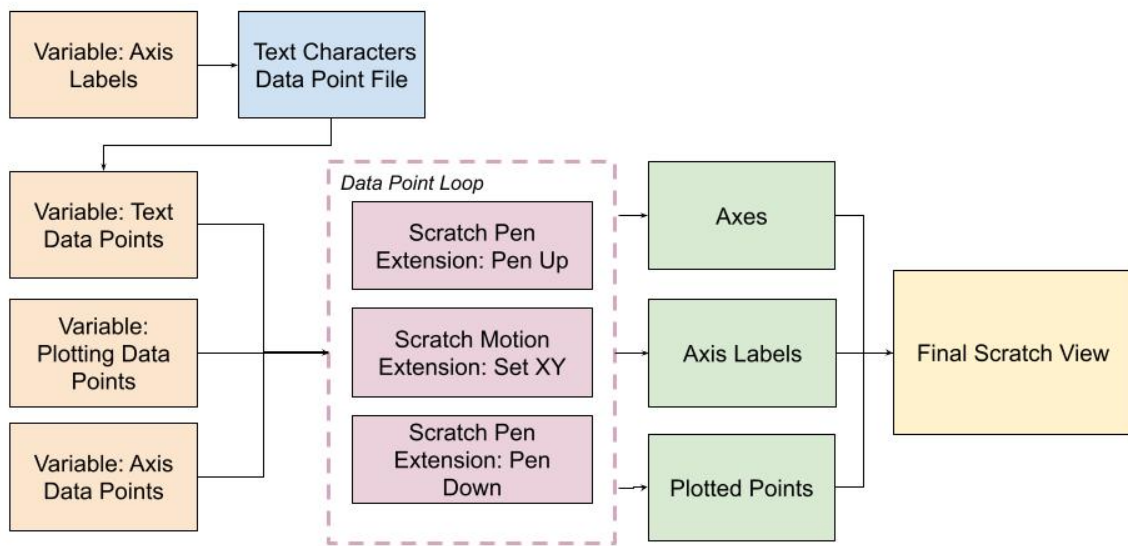 Variable: Axis
Labels
Text Characters
Data Point File
Variable: Text
Data Points
Variable:
Plotting Data
Points
Variable: Axis
Data Points
Data Point Loop
Scratch Pen
Extension: Pen Up
Scratch Motion
Extension: Set XY
Scratch Pen
Extension: Pen
Down
Axes
Axis Labels
Plotted Points
Final Scratch View